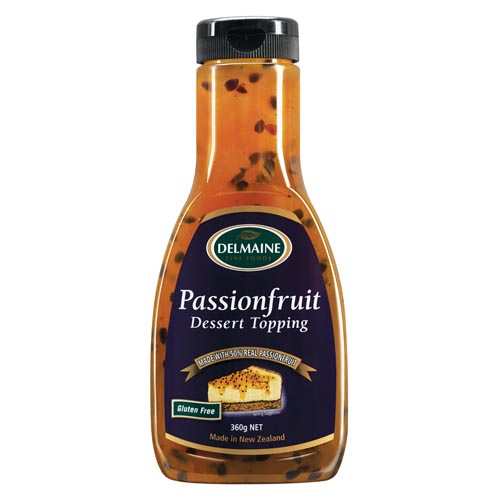 DELMAINE
FINE FOODS
Passionfruit
Dessert Topping
MADE WITH 50% REAL PASSIONFRUIT
Gluten Free
360g NET
Made in New Zealand